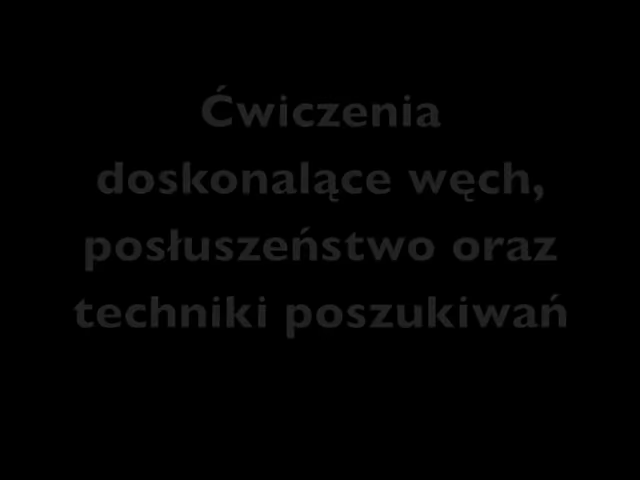 Ćwiczenia
doskonalące węch,
posłuszeństwo oraz
techniki poszukiwań